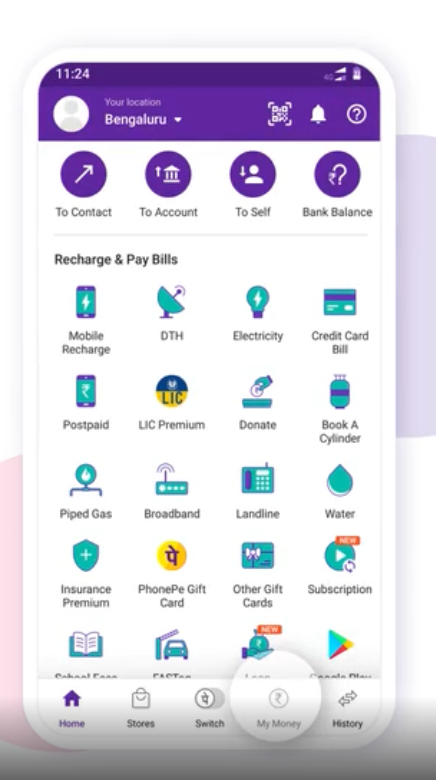 11:24
4G
Your location
Bengaluru
To Contact
To Account
To Self
Bank Balance
Recharge & Pay Bills
Mobile
Recharge
DTH
Electricity
Credit Card
Bill
Postpaid
LIC
LIC Premium
Donate
Book A
Cylinder
Piped Gas
Broadband
Landline
Water
Insurance
Premium
पे
PhonePe Gift
Card
Other Gift
Cards
NEW
Subscription
School Fees
FASTag
NEW
Loan
Google Play
Home
Stores
पे
Switch
₹
My Money
History